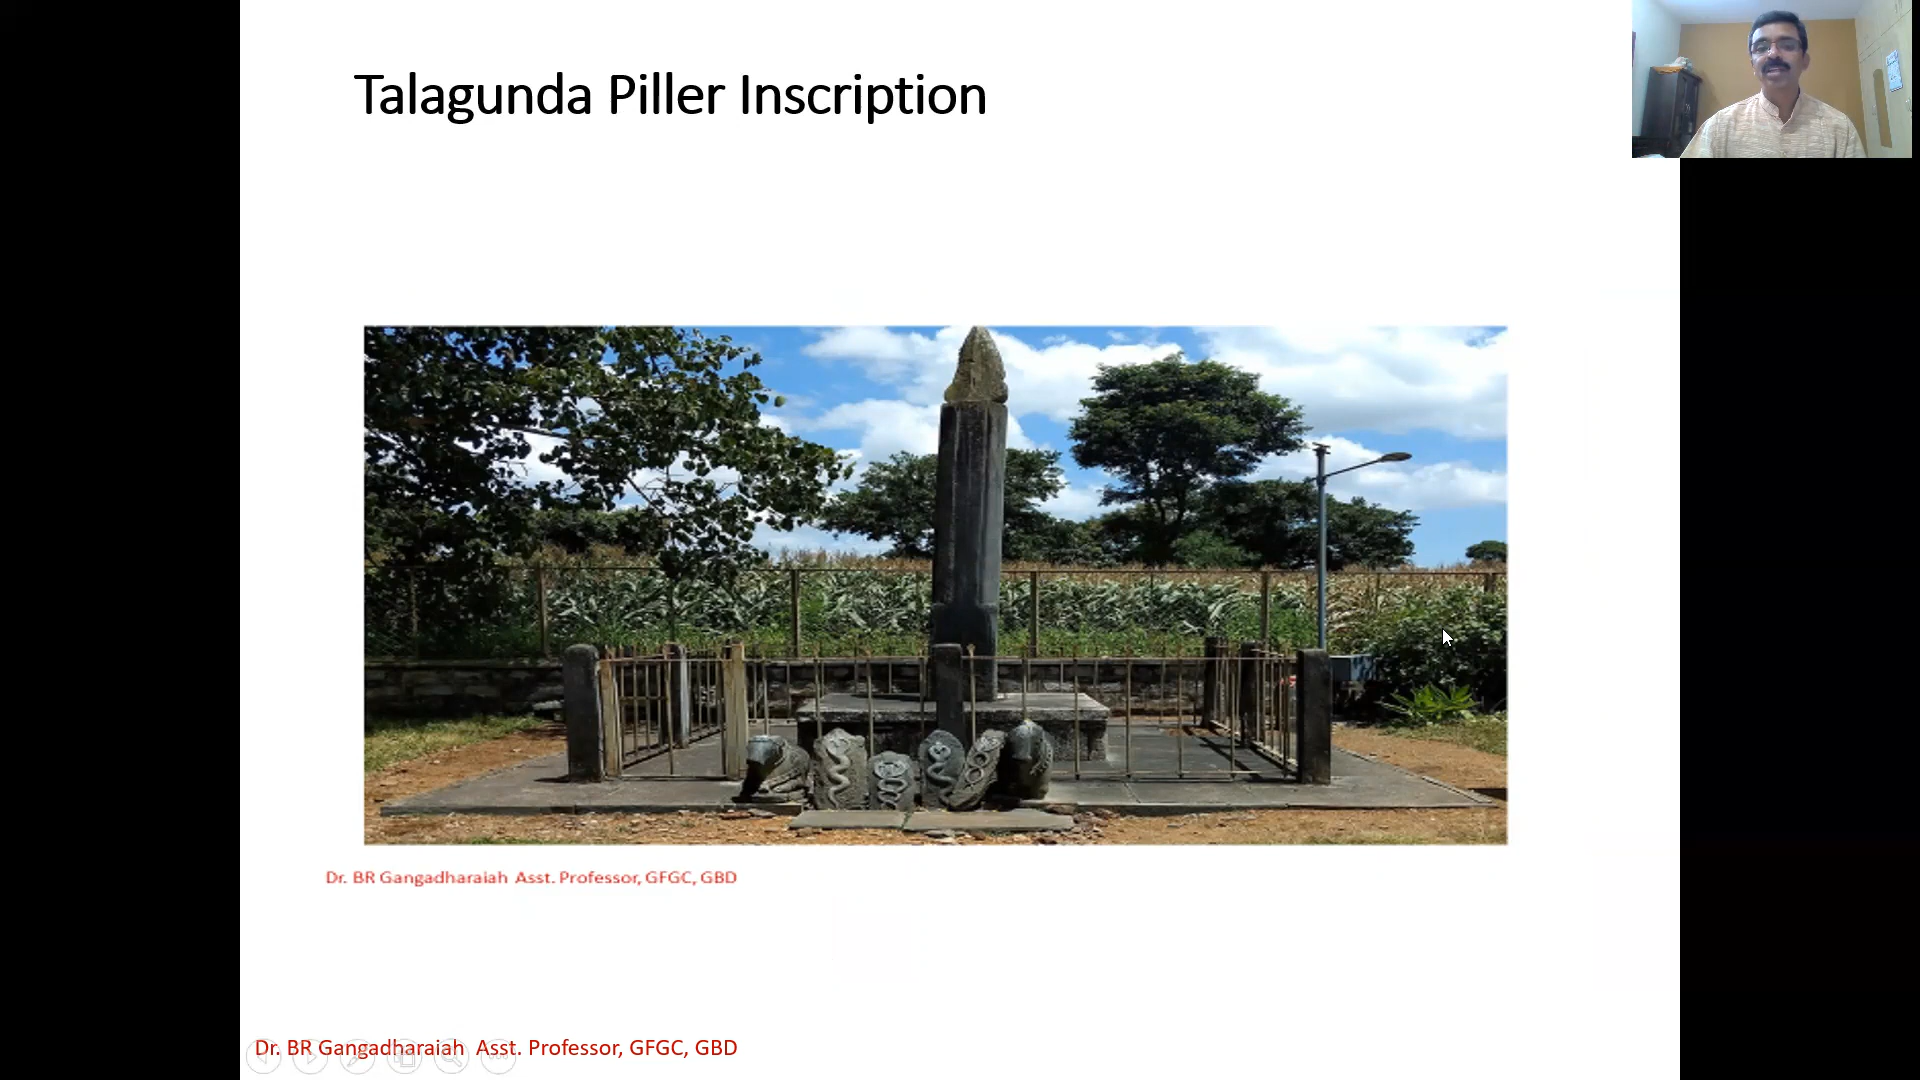 Talagunda Piller Inscription
Dr. BR Gangadharaiah Asst. Professor, GFGC, GBD
Dr. BR Gangadharaiah Asst. Professor, GFGC, GBD